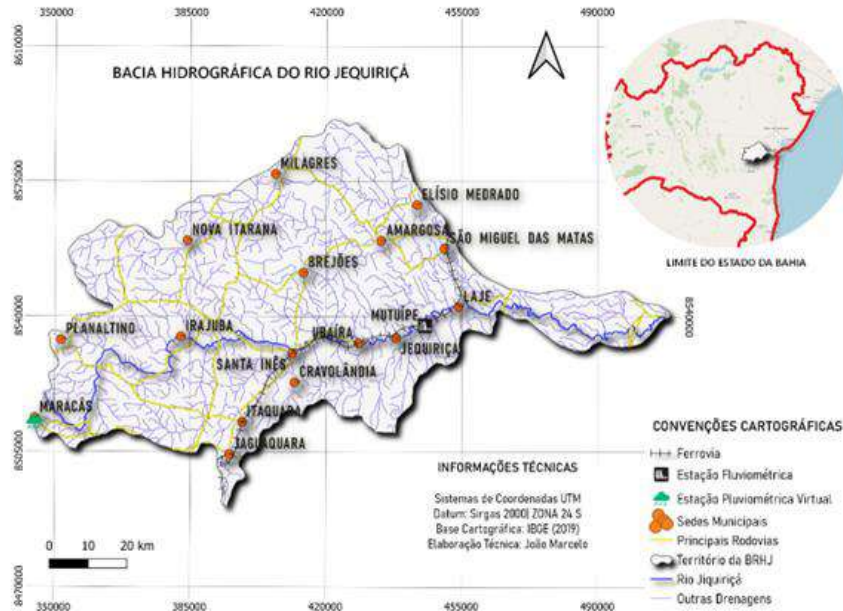 350000 385000 420000 455000 490000
8610000
BACIA HIDROGRÁFICA DO RIO JEQUIRIÇÁ
MILAGRES
8575000
ELÍSIO MEDRADO
NOVA ITARANA
AMARGOSA
SÃO MIGUEL DAS MATAS
BREJÕES
LIMITE DO ESTADO DA BAHIA
LAJE
8540000
MUTUÍPE
8540000
PLANALTINO
IRAJUBA
UBAÍRA
JEQUIRIÇÁ
SANTA INÊS
CRAVOLÂNDIA
MARACÁS
ITAQUARA
CONVENÇÕES CARTOGRÁFICAS
JAGUAQUARA
8505000
Ferrovia
INFORMAÇÕES TÉCNICAS
Estação Fluviométrica
Sistemas de Coordenadas UTM
Estação Pluviométrica Virtual
Datum: Sirgas 2000| ZONA 24 S
Sedes Municipais
Base Cartográfica: IBGE (2019)
Principais Rodovias
Elaboração Técnica: João Marcelo
0 10 20 km
Território da BRHJ
Rio Jiquiriçá
8470000
Outras Drenagens
350000 385000 420000 455000 490000